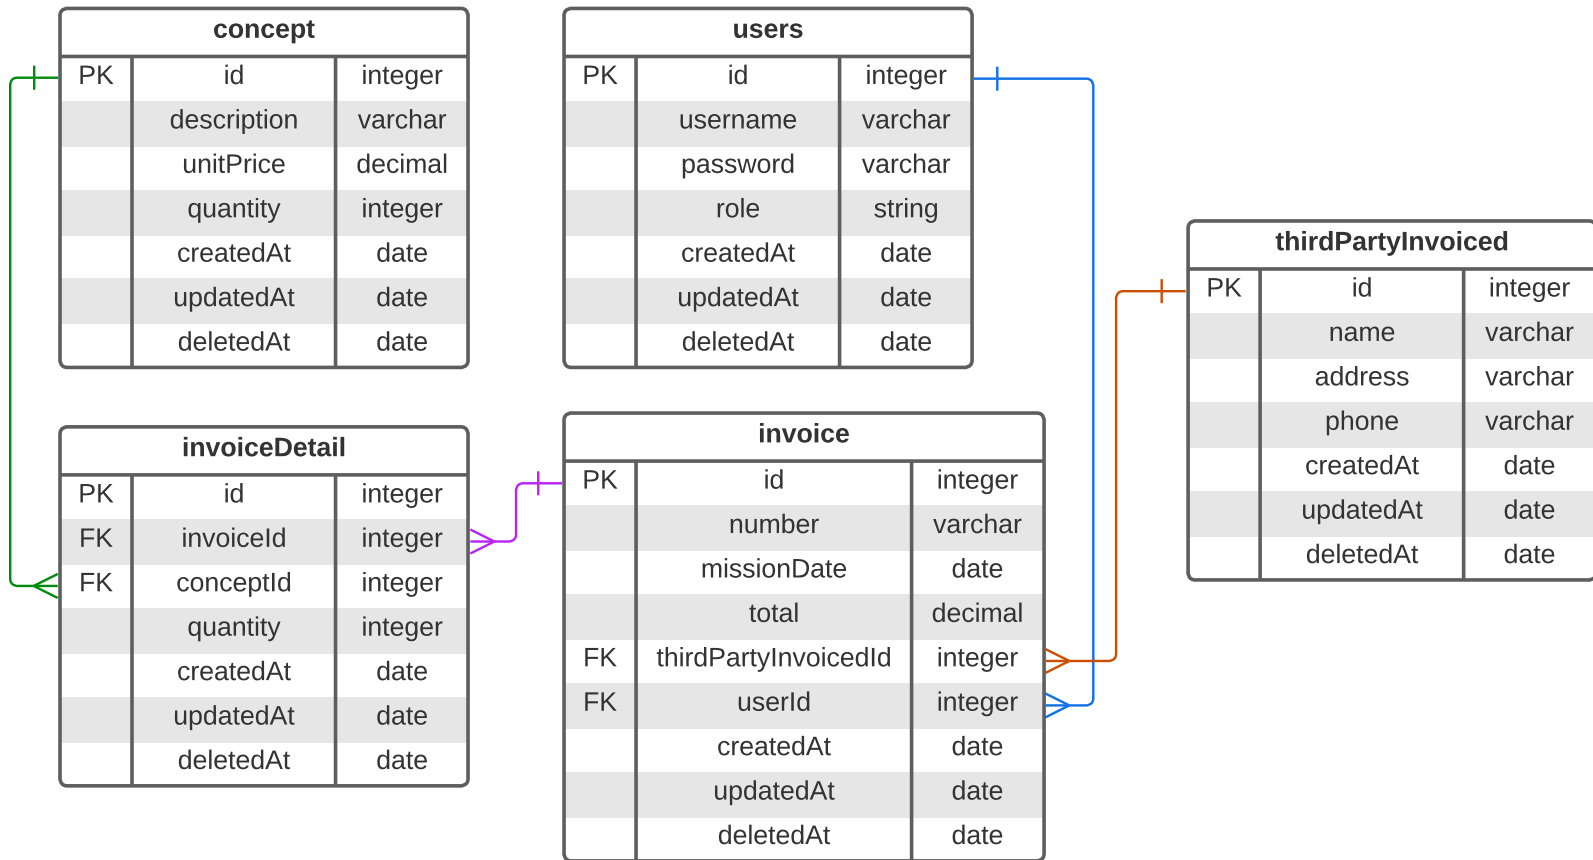 concept
PK id integer
description varchar
unitPrice decimal
quantity integer
createdAt date
updatedAt date
deletedAt date
users
PK id integer
username varchar
password varchar
role string
createdAt date
updatedAt date
deletedAt date
thirdPartyInvoiced
PK id integer
name varchar
address varchar
phone varchar
createdAt date
updatedAt date
deletedAt date
invoiceDetail
PK id integer
FK invoiceId integer
FK conceptId integer
quantity integer
createdAt date
updatedAt date
deletedAt date
invoice
PK id integer
number varchar
missionDate date
total decimal
FK thirdPartyInvoicedId integer
FK userId integer
createdAt date
updatedAt date
deletedAt date